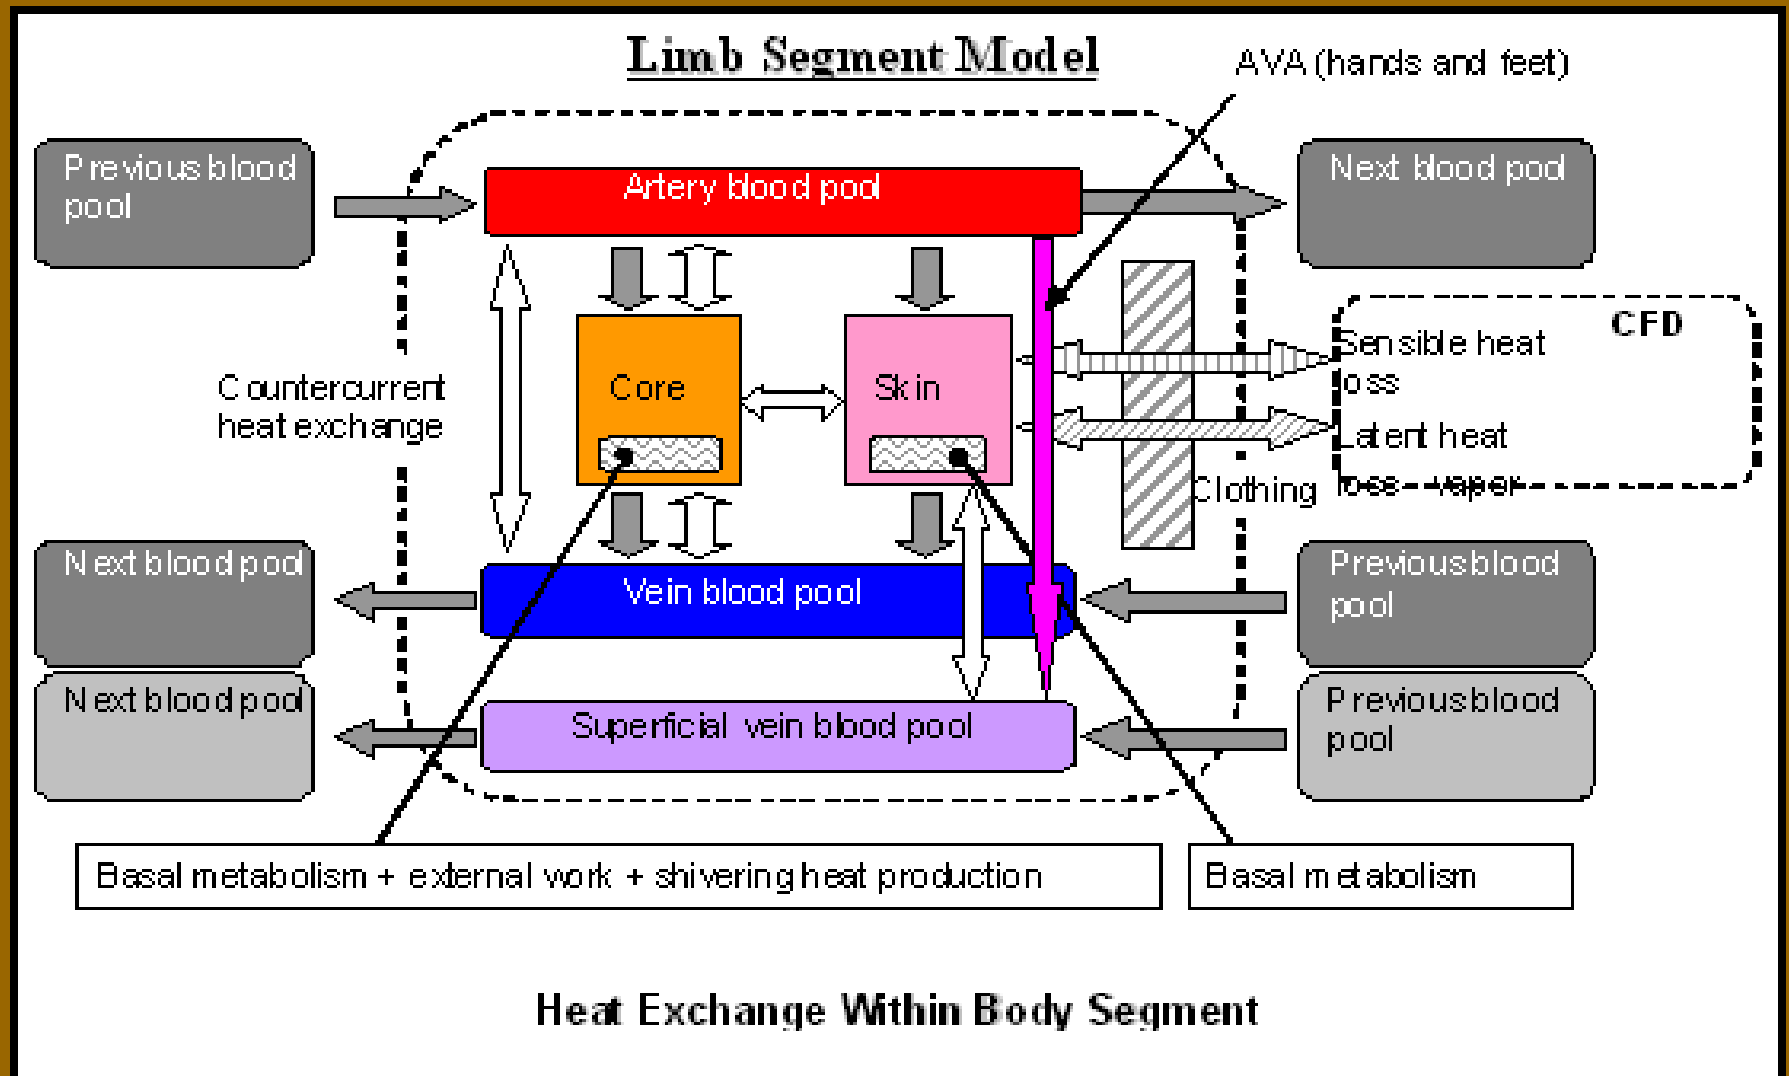 Limb Segment Model
AVA (hands and feet)
Previous blood
pool
Artery blood pool
Next blood pool
CFD
Sensible heat
loss
Countercurrent
heat exchange
Core
Skin
Latent heat
loss - vaper
Clothing
Next blood pool
Vein blood pool
Previous blood
pool
Next blood pool
Superficial vein blood pool
Previous blood
pool
Basal metabolism + external work + shivering heat production
Basal metabolism
Heat Exchange Within Body Segment